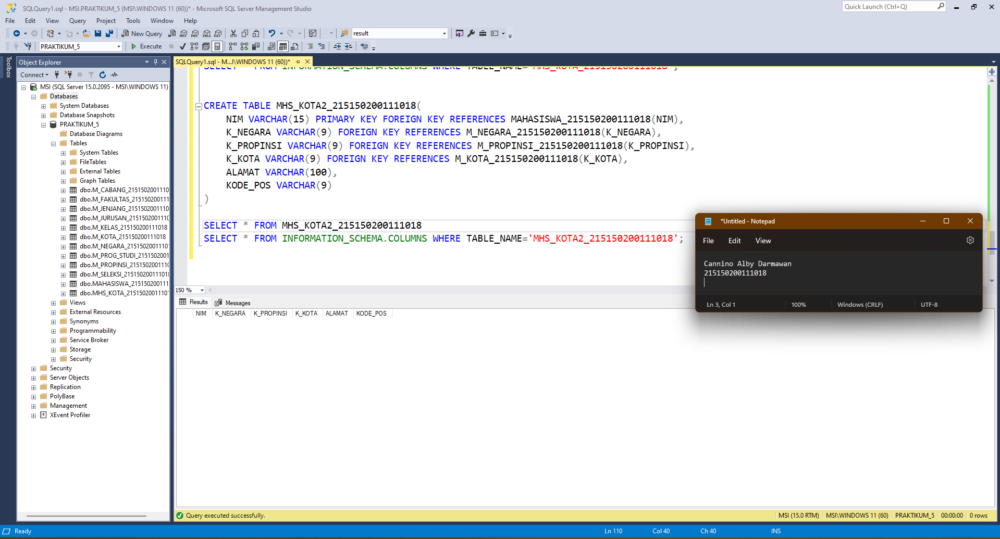 SQLQuery1.sql - MSI.PRAKTIKUM_5 (MSI\WINDOWS 11 (60))* - Microsoft SQL Server Management Studio
Quick Launch (Ctrl+Q)
File Edit View Query Project Tools Window Help
New Query
MDX DMX XMLA DAX
result
PRAKTIKUM_5
Execute
Toolbox
Object Explorer
Connect
MSI (SQL Server 15.0.2095 - MSI\WINDOWS 11)
Databases
System Databases
Database Snapshots
PRAKTIKUM_5
Database Diagrams
Tables
System Tables
FileTables
External Tables
Graph Tables
dbo.M_CABANG_2151502001110
dbo.M_FAKULTAS_215150200111
dbo.M_JENJANG_2151502001110
dbo.M_JURUSAN_2151502001110
dbo.M_KELAS_215150200111018
dbo.M_KOTA_215150200111018
dbo.M_NEGARA_21515020011101
dbo.M_PROG_STUDI_2151502001
dbo.M_PROPINSI_2151502001110
dbo.M_SELEKSI_215150200111018
dbo.MAHASISWA_2151502001110
dbo.MHS_KOTA_21515020011101
Views
External Resources
Synonyms
Programmability
Service Broker
Storage
Security
Security
Server Objects
Replication
PolyBase
Management
XEvent Profiler
SQLQuery1.sql - M...I\WINDOWS 11 (60))*
SELECT * FROM INFORMATION_SCHEMA.COLUMNS WHERE TABLE_NAME='MHS_KOTA_215150200111018';
CREATE TABLE MHS_KOTA2_215150200111018(
NIM VARCHAR(15) PRIMARY KEY FOREIGN KEY REFERENCES MAHASISWA_215150200111018(NIM),
K_NEGARA VARCHAR(9) FOREIGN KEY REFERENCES M_NEGARA_215150200111018(K_NEGARA),
K_PROPINSI VARCHAR(9) FOREIGN KEY REFERENCES M_PROPINSI_215150200111018(K_PROPINSI),
K_KOTA VARCHAR(9) FOREIGN KEY REFERENCES M_KOTA_215150200111018(K_KOTA),
ALAMAT VARCHAR(100),
KODE_POS VARCHAR(9)
)
SELECT * FROM MHS_KOTA2_215150200111018
SELECT * FROM INFORMATION_SCHEMA.COLUMNS WHERE TABLE_NAME='MHS_KOTA2_215150200111018';
150 %
Results Messages
NIM K_NEGARA K_PROPINSI K_KOTA ALAMAT KODE_POS
*Untitled - Notepad
File Edit View
Cannino Alby Darmawan
215150200111018
Ln 3, Col 1 100% Windows (CRLF) UTF-8
Query executed successfully.
MSI (15.0 RTM) MSI\WINDOWS 11 (60) PRAKTIKUM_5 00:00:00 0 rows
Ready Ln 110 Col 40 Ch 40 INS